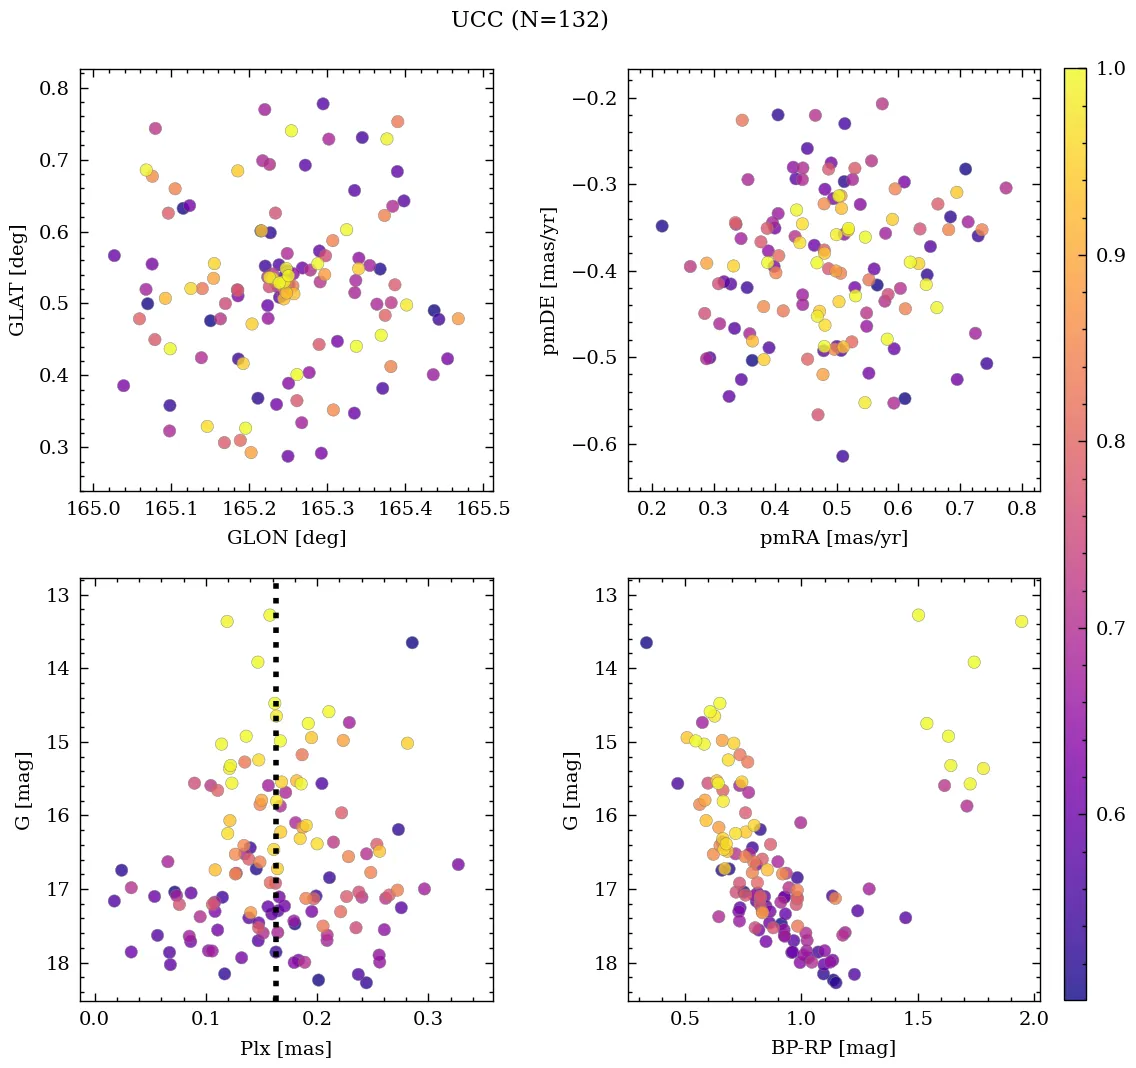 UCC (N=132)
0.8
0.7
0.6
0.5
0.4
0.3
GLAT [deg]
165.0 165.1 165.2 165.3 165.4 165.5
GLON [deg]
−0.2
−0.3
−0.4
−0.5
−0.6
pmDE [mas/yr]
0.2 0.3 0.4 0.5 0.6 0.7 0.8
pmRA [mas/yr]
1.0
0.9
0.8
0.7
0.6
13
14
15
16
17
18
G [mag]
0.0 0.1 0.2 0.3
Plx [mas]
13
14
15
16
17
18
G [mag]
0.5 1.0 1.5 2.0
BP-RP [mag]